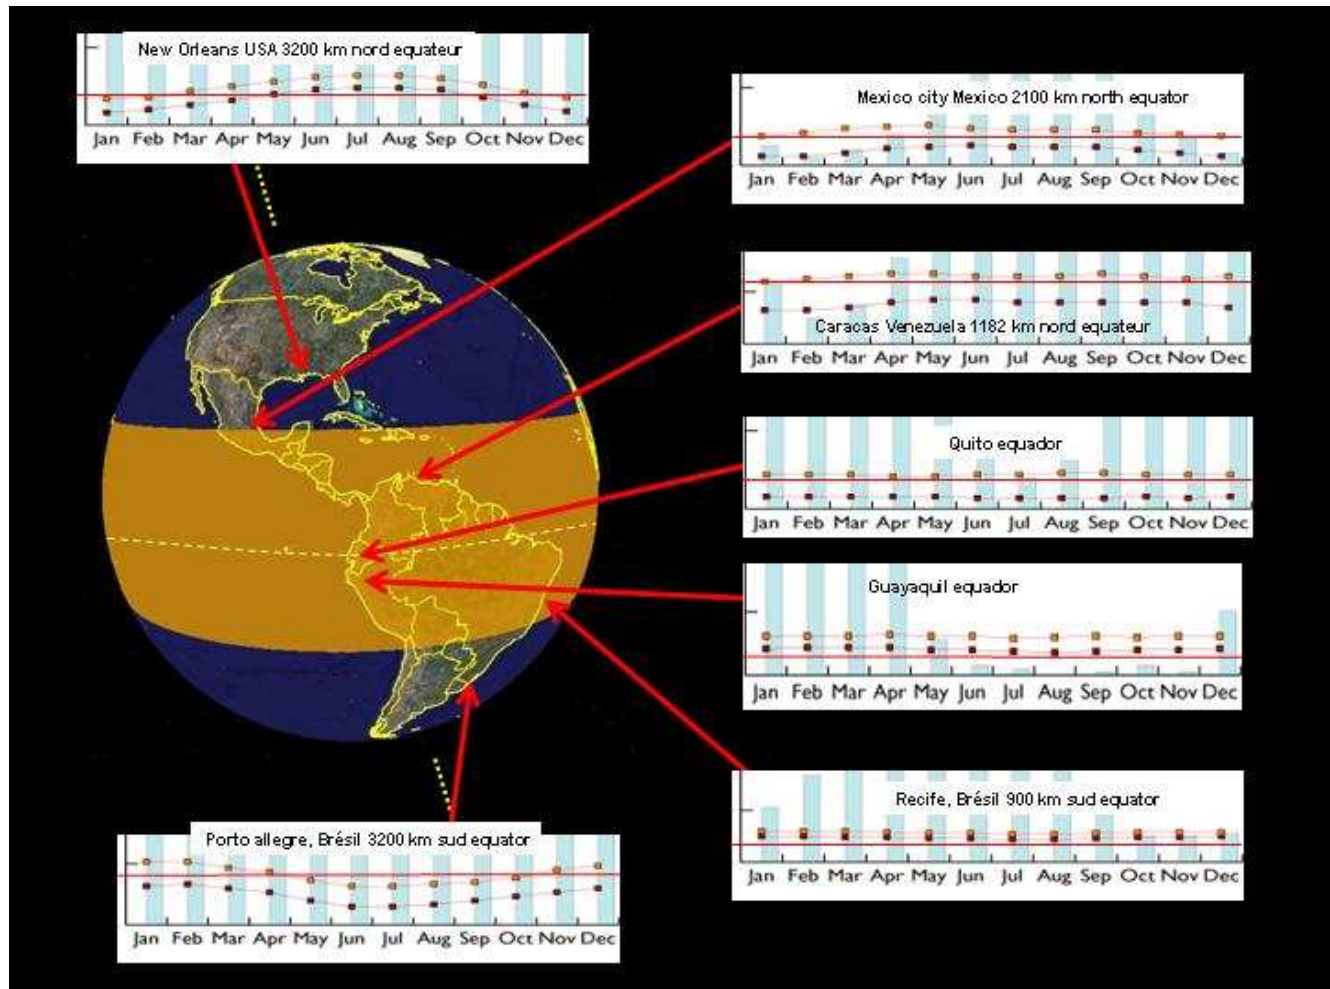 New Orleans USA 3200 km nord equateur
Jan Feb Mar Apr May Jun Jul Aug Sep Oct Nov Dec
Mexico city Mexico 2100 km north equator
Jan Feb Mar Apr May Jun Jul Aug Sep Oct Nov Dec
Caracas Venezuela 1182 km nord equateur
Jan Feb Mar Apr May Jun Jul Aug Sep Oct Nov Dec
Quito equador
Jan Feb Mar Apr May Jun Jul Aug Sep Oct Nov Dec
Guayaquil equador
Jan Feb Mar Apr May Jun Jul Aug Sep Oct Nov Dec
Recife, Brésil 900 km sud equator
Jan Feb Mar Apr May Jun Jul Aug Sep Oct Nov Dec
Porto allegre, Brésil 3200 km sud equator
Jan Feb Mar Apr May Jun Jul Aug Sep Oct Nov Dec